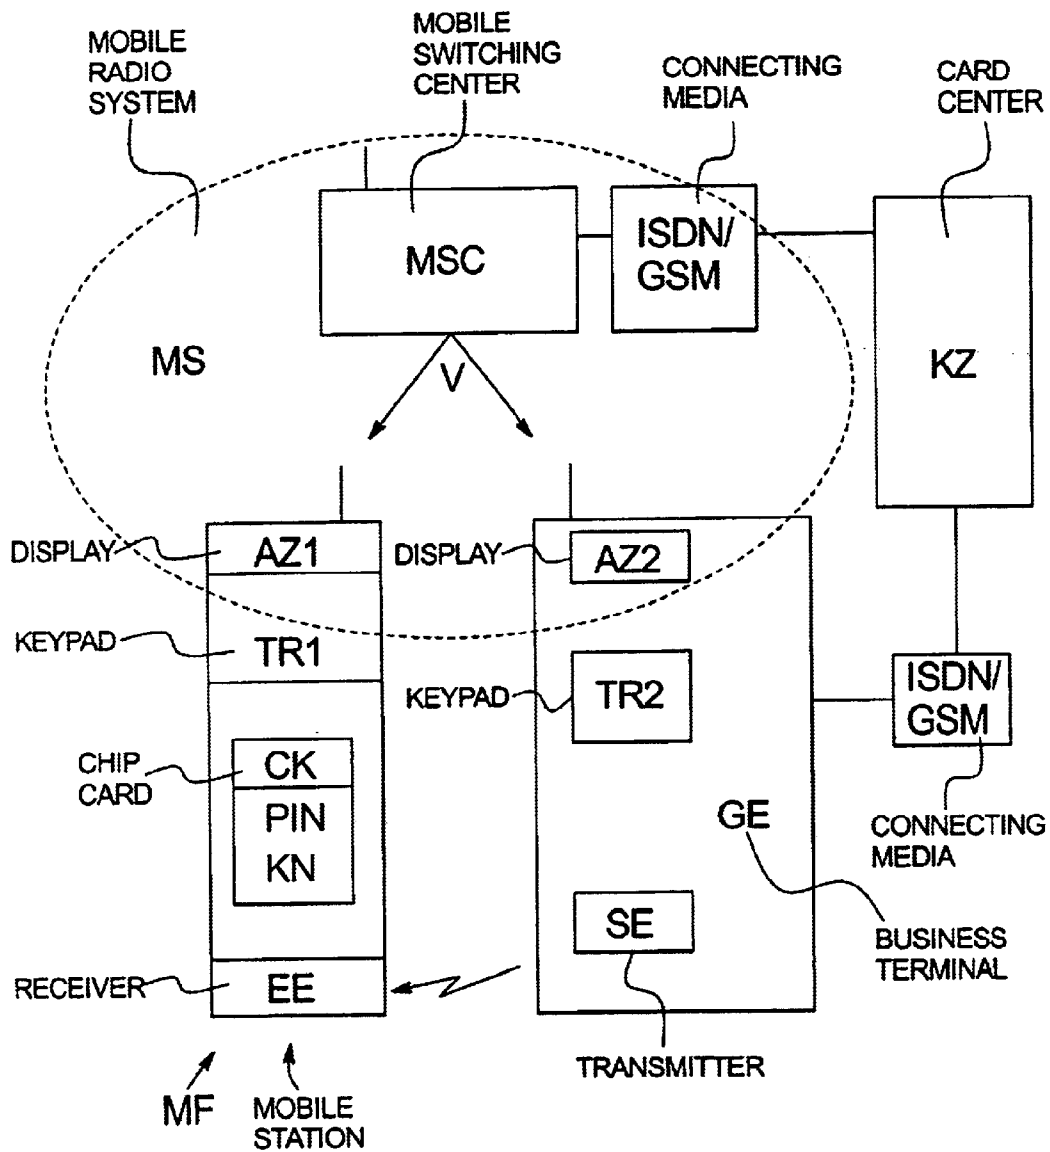 MOBILE
RADIO
SYSTEM
MOBILE
SWITCHING
CENTER
CONNECTING
MEDIA
CARD
CENTER
MSC
ISDN/
GSM
MS
V
KZ
DISPLAY
AZ1
DISPLAY
AZ2
KEYPAD
TR1
KEYPAD
TR2
ISDN/
GSM
CHIP
CARD
CK
PIN
KN
GE
CONNECTING
MEDIA
SE
BUSINESS
TERMINAL
RECEIVER
EE
TRANSMITTER
MF
MOBILE
STATION